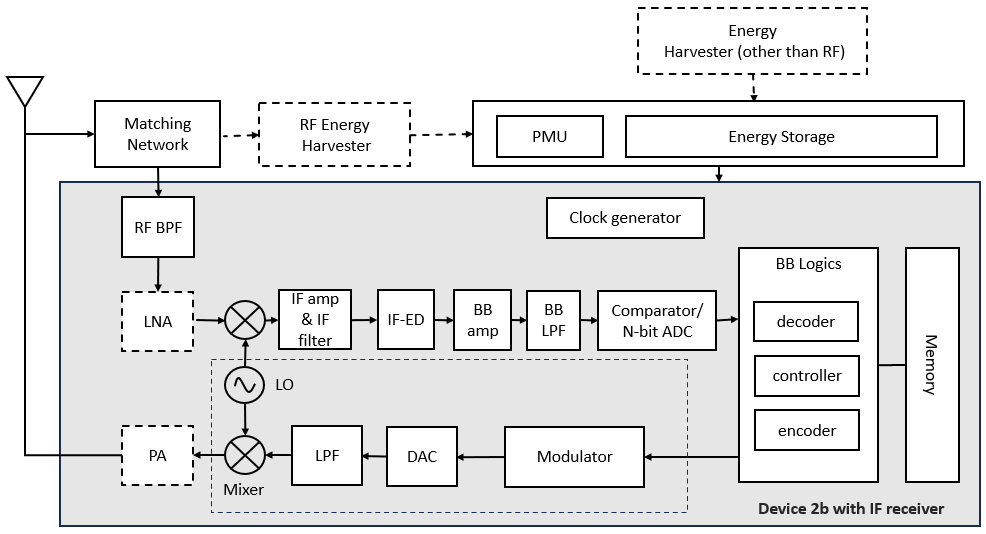 Energy
Harvester (other than RF)
Matching
Network
RF Energy
Harvester
PMU
Energy Storage
RF BPF
Clock generator
BB Logics
LNA
IF amp
& IF
filter
IF-ED
BB
amp
BB
LPF
Comparator/
N-bit ADC
decoder
controller
encoder
Memory
LO
PA
Mixer
LPF
DAC
Modulator
Device 2b with IF receiver